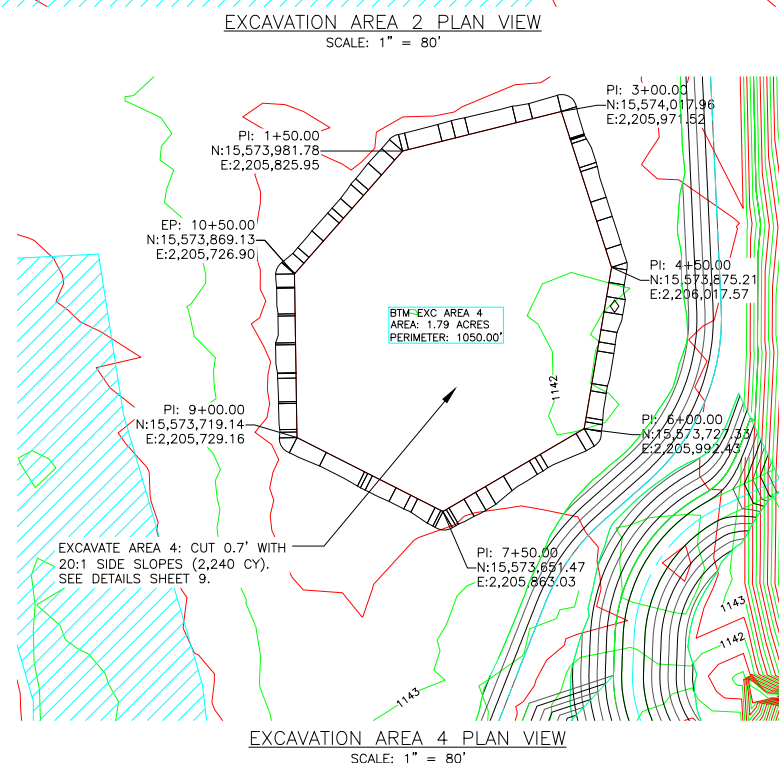 EXCAVATION AREA 2 PLAN VIEW
SCALE: 1" = 80'
PI: 3+00.00
N:15,574,017.96
E:2,205,971.52
PI: 1+50.00
N:15,573,981.78
E:2,205,825.95
EP: 10+50.00
N:15,573,869.13
E:2,205,726.90
PI: 4+50.00
N:15,573,875.21
E:2,206,017.57
BTM EXC AREA 4
AREA: 1.79 ACRES
PERIMETER: 1050.00'
1142
PI: 9+00.00
N:15,573,719.14
E:2,205,729.16
PI: 6+00.00
N:15,573,727.33
E:2,205,992.43
EXCAVATE AREA 4: CUT 0.7' WITH
20:1 SIDE SLOPES (2,240 CY).
SEE DETAILS SHEET 9.
PI: 7+50.00
N:15,573,651.47
E:2,205,863.03
1143
1142
1143
EXCAVATION AREA 4 PLAN VIEW
SCALE: 1" = 80'